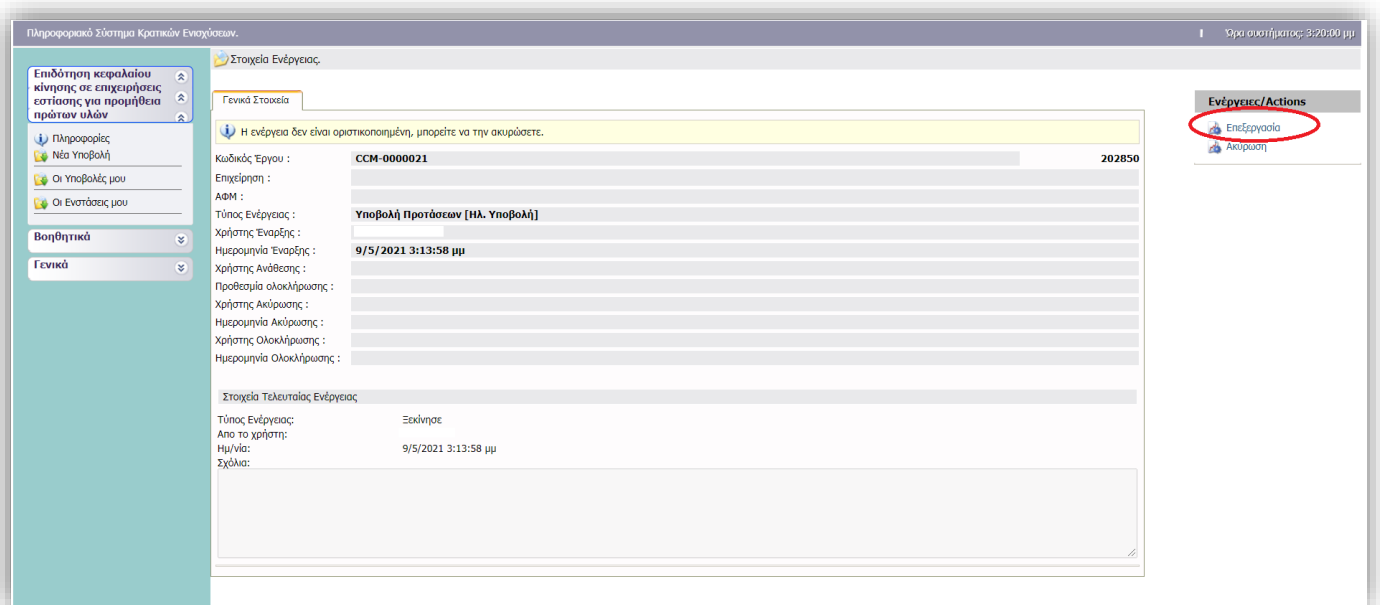 Πληροφοριακό Σύστημα Κρατικών Ενισχύσεων.
Ώρα συστήματος: 3:20:00 μμ
Επιδότηση κεφαλαίου
κίνησης σε επιχειρήσεις
εστίασης για προμήθεια
πρώτων υλών
Πληροφορίες
Νέα Υποβολή
Οι Υποβολές μου
Οι Ενστάσεις μου
Βοηθητικά
Γενικά
Στοιχεία Ενέργειας.
Γενικά Στοιχεία
Η ενέργεια δεν είναι οριστικοποιημένη, μπορείτε να την ακυρώσετε.
Κωδικός Έργου : CCM-0000021 202850
Επιχείρηση :
ΑΦΜ :
Τύπος Ενέργειας : Υποβολή Προτάσεων [Ηλ. Υποβολή]
Χρήστης Έναρξης :
Ημερομηνία Έναρξης : 9/5/2021 3:13:58 μμ
Χρήστης Ανάθεσης :
Προθεσμία ολοκλήρωσης :
Χρήστης Ακύρωσης :
Ημερομηνία Ακύρωσης :
Χρήστης Ολοκλήρωσης :
Ημερομηνία Ολοκλήρωσης :
Στοιχεία Τελευταίας Ενέργειας
Τύπος Ενέργειας: Ξεκίνησε
Απο το χρήστη:
Ημ/νία: 9/5/2021 3:13:58 μμ
Σχόλια:
Ενέργειες/Actions
Επεξεργασία
Ακύρωση